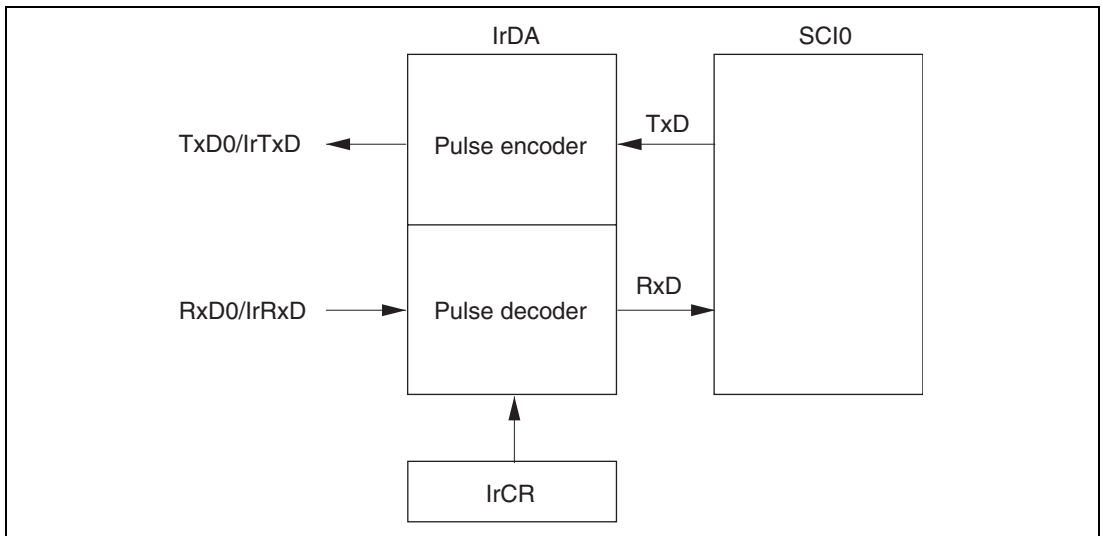 IrDA
SCI0
TxD
TxD0/IrTxD
Pulse encoder
RxD
RxD0/IrRxD
Pulse decoder
IrCR